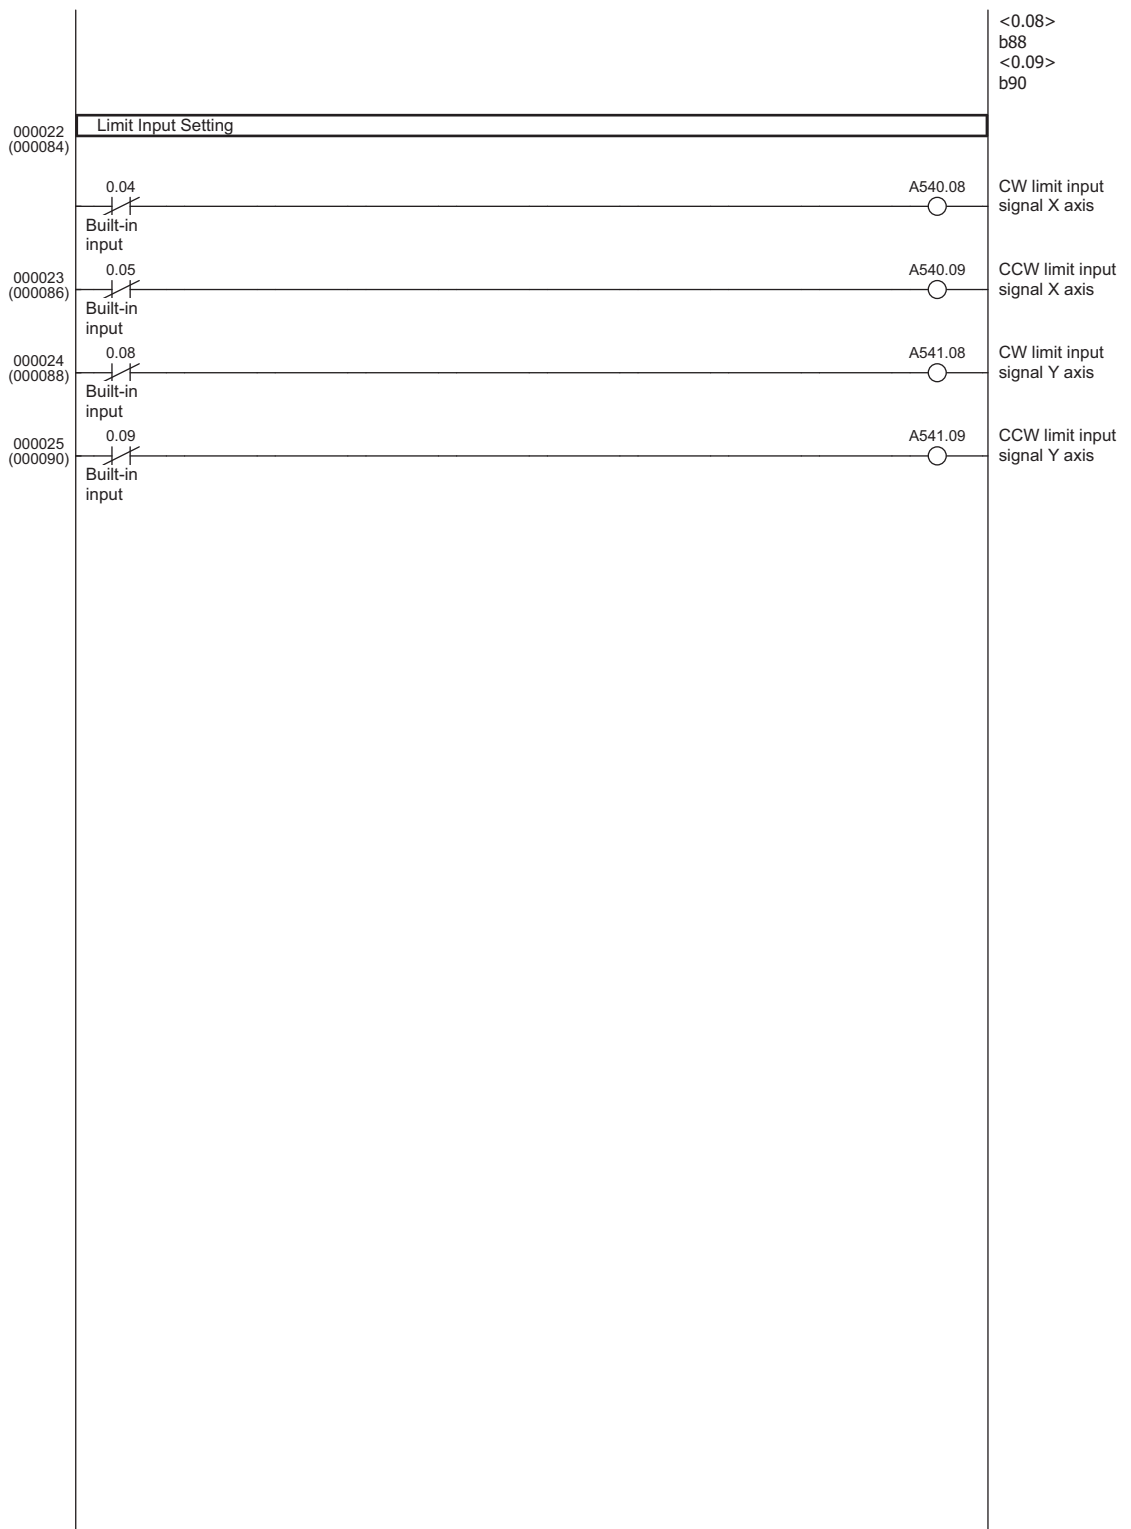 <0.08>
b88
<0.09>
b90
000022
(000084)
Limit Input Setting
0.04
Built-in
input
A540.08
CW limit input
signal X axis
000023
(000086)
0.05
Built-in
input
A540.09
CCW limit input
signal X axis
000024
(000088)
0.08
Built-in
input
A541.08
CW limit input
signal Y axis
000025
(000090)
0.09
Built-in
input
A541.09
CCW limit input
signal Y axis